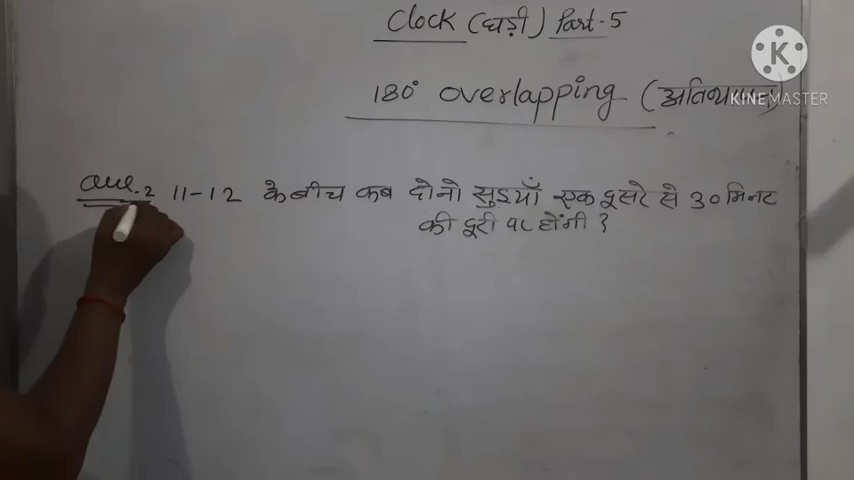 Clock (घड़ी) Part-5
180° overlapping (अतिव्यापन)
KINEMASTER
Que.2 11-12 के बीच कब दोनो सुइयाँ एक दूसरे से 30 मिनट
की दूरी पर होंगी ?